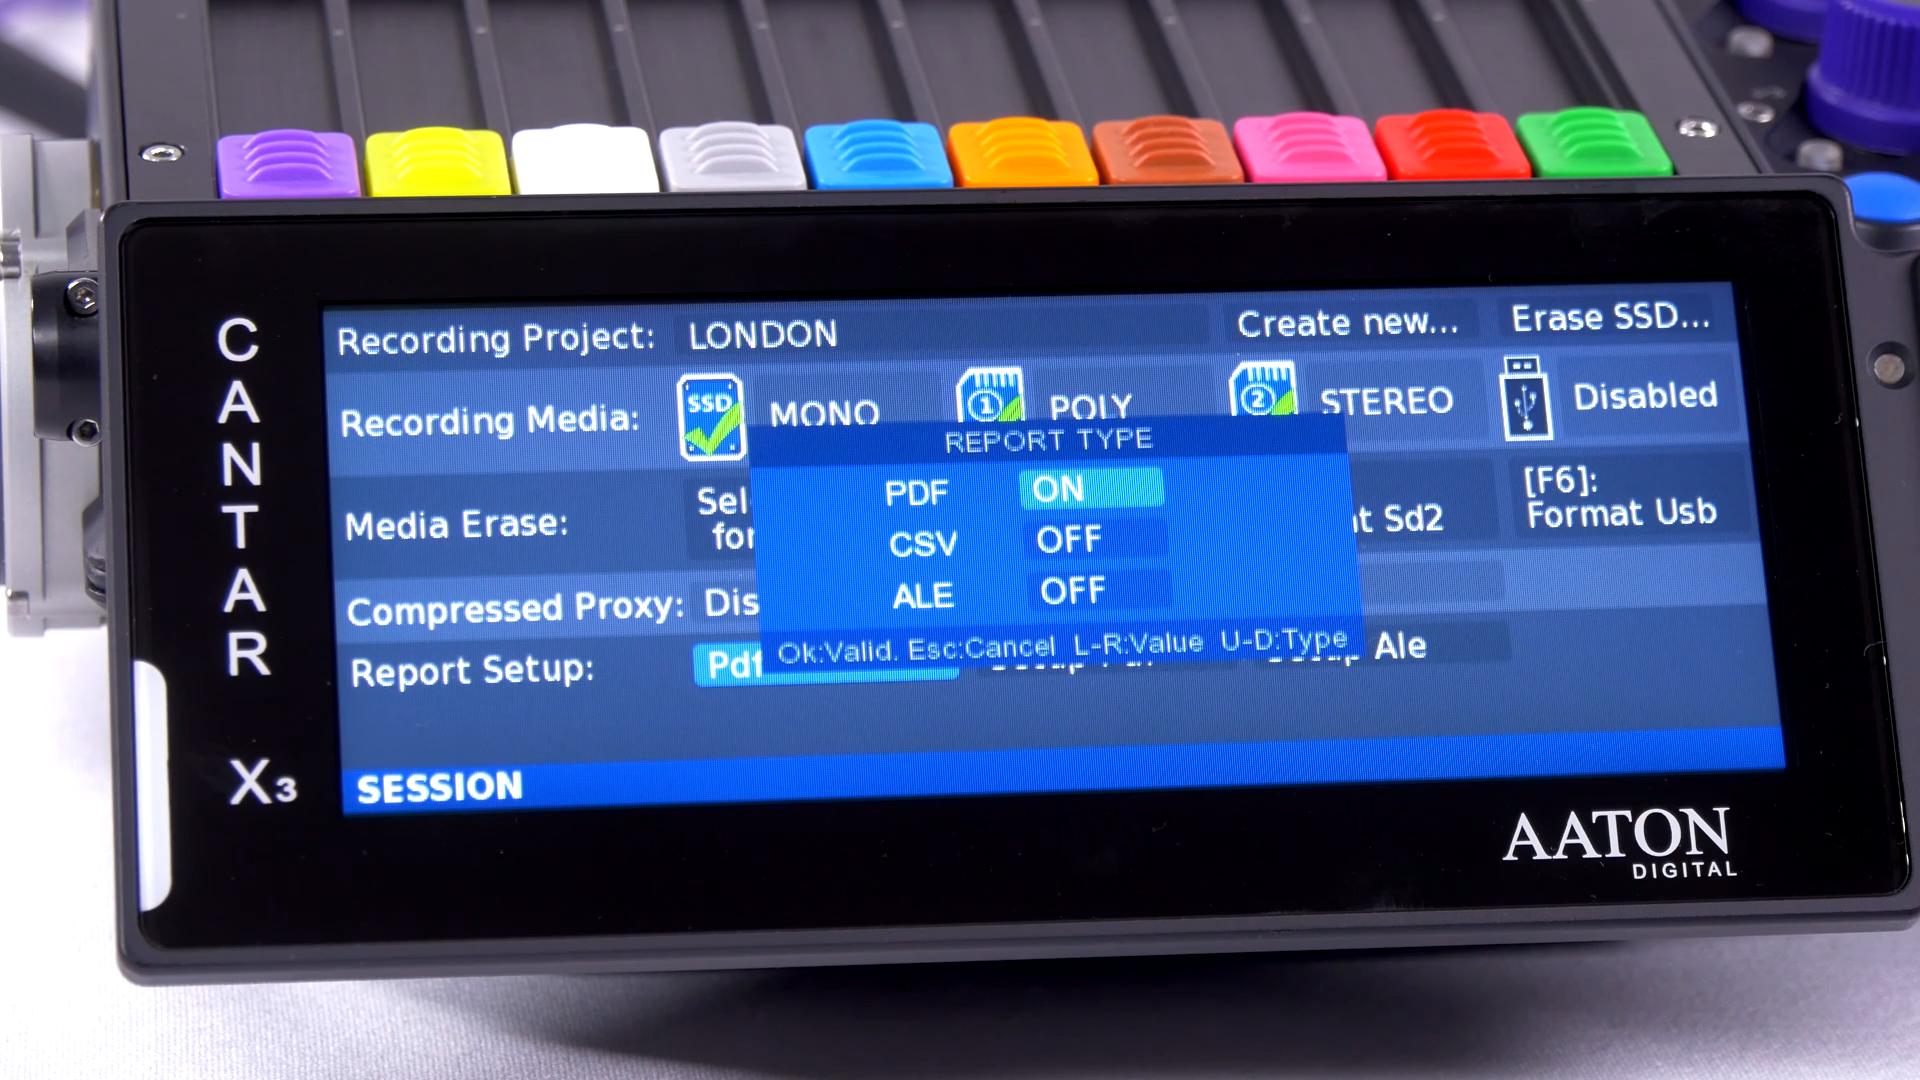 CANTAR
X3
Recording Project: LONDON Create new... Erase SSD...
Recording Media: SSD MONO 1 POLY 2 STEREO Disabled
REPORT TYPE
PDF ON
CSV OFF
ALE OFF
Ok:Valid. Esc:Cancel L-R:Value U-D:Type
Media Erase: Sel
for
t Sd2
[F6]:
Format Usb
Compressed Proxy: Dis
Report Setup: Pdf Ale
SESSION
AATON
DIGITAL